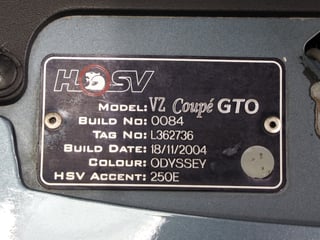 HSV
MODEL: VZ Coupé GTO
BUILD NO: 0084
TAG NO: L362736
BUILD DATE: 18/11/2004
COLOUR: ODYSSEY
HSV ACCENT: 250E